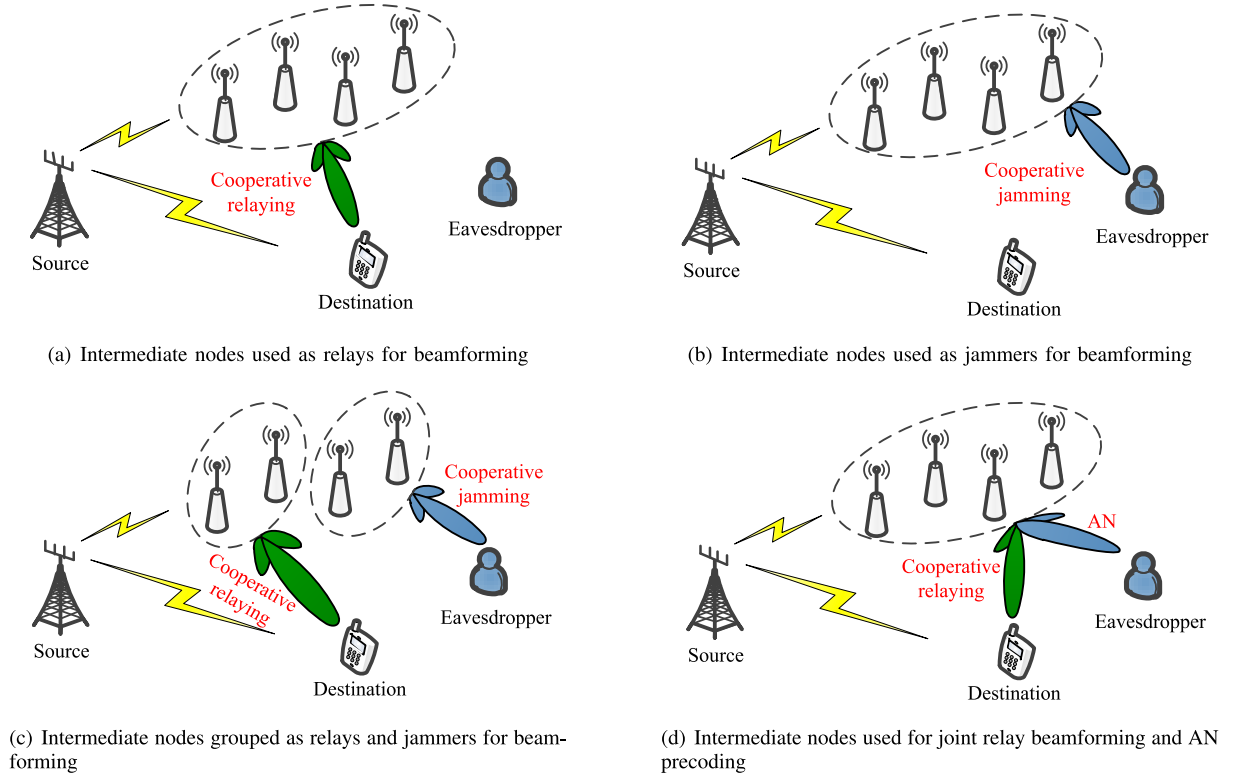 Cooperative
relaying
Source
Destination
Eavesdropper
(a) Intermediate nodes used as relays for beamforming
Cooperative
jamming
Source
Destination
Eavesdropper
(b) Intermediate nodes used as jammers for beamforming
Cooperative
relaying
Cooperative
jamming
Source
Destination
Eavesdropper
(c) Intermediate nodes grouped as relays and jammers for beam-
forming
Cooperative
relaying
AN
Source
Destination
Eavesdropper
(d) Intermediate nodes used for joint relay beamforming and AN
precoding